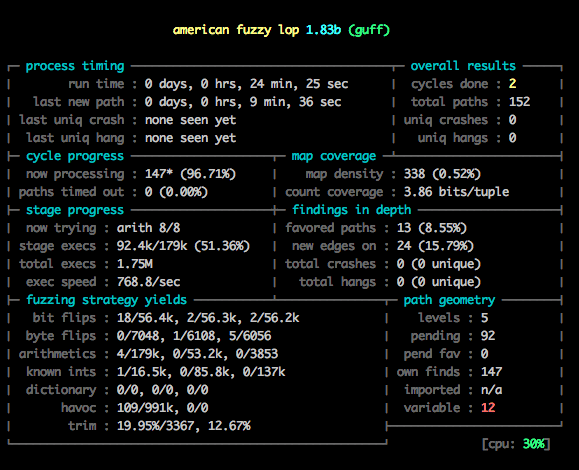 american fuzzy lop 1.83b (guff)
process timing overall results
run time : 0 days, 0 hrs, 24 min, 25 sec cycles done : 2
last new path : 0 days, 0 hrs, 9 min, 36 sec total paths : 152
last uniq crash : none seen yet uniq crashes : 0
last uniq hang : none seen yet uniq hangs : 0
cycle progress map coverage
now processing : 147* (96.71%) map density : 338 (0.52%)
paths timed out : 0 (0.00%) count coverage : 3.86 bits/tuple
stage progress findings in depth
now trying : arith 8/8 favored paths : 13 (8.55%)
stage execs : 92.4k/179k (51.36%) new edges on : 24 (15.79%)
total execs : 1.75M total crashes : 0 (0 unique)
exec speed : 768.8/sec total hangs : 0 (0 unique)
fuzzing strategy yields path geometry
bit flips : 18/56.4k, 2/56.3k, 2/56.2k levels : 5
byte flips : 0/7048, 1/6108, 5/6056 pending : 92
arithmetics : 4/179k, 0/53.2k, 0/3853 pend fav : 0
known ints : 1/16.5k, 0/85.8k, 0/137k own finds : 147
dictionary : 0/0, 0/0, 0/0 imported : n/a
havoc : 109/991k, 0/0 variable : 12
trim : 19.95%/3367, 12.67%
[cpu: 30%]